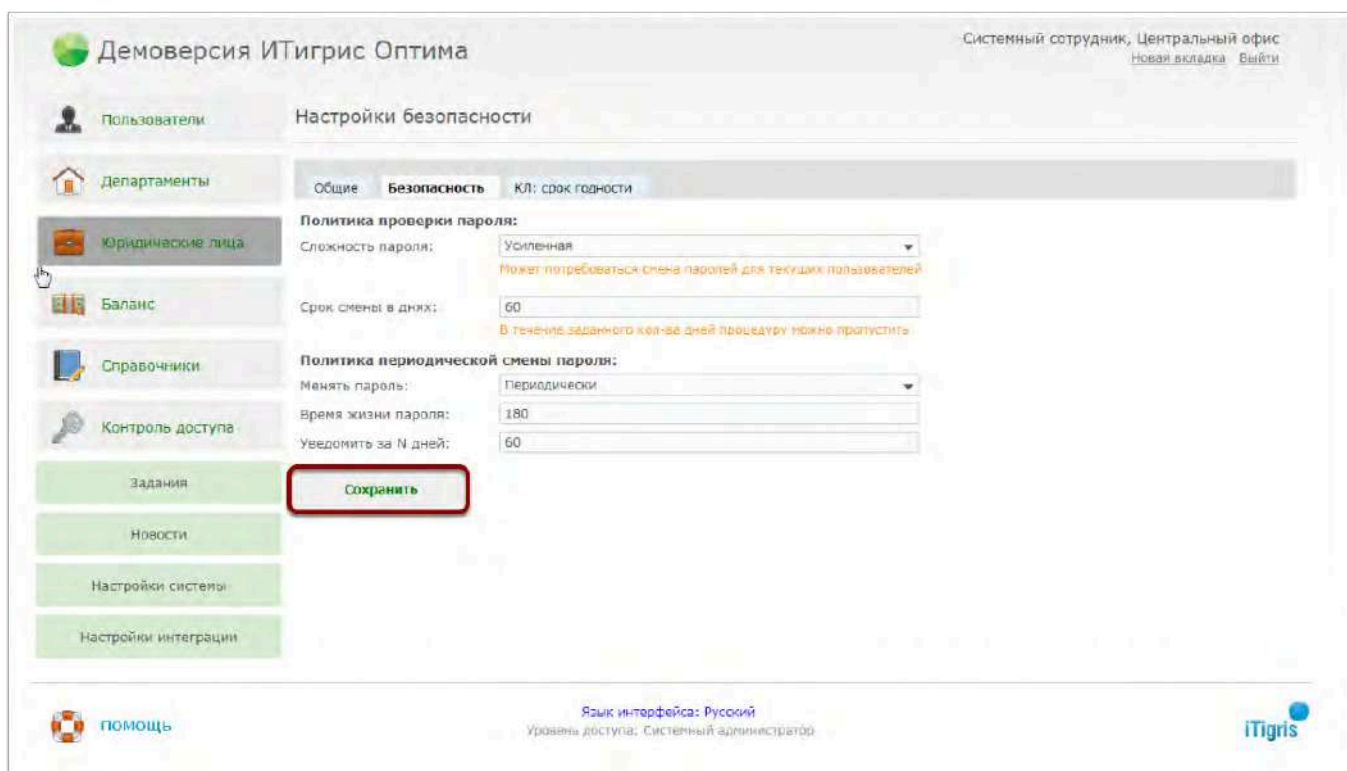 Демоверсия ИТигрис Оптима
Системный сотрудник, Центральный офис
Новая вкладка Выйти
Пользователи
Настройки безопасности
Департаменты
Общие Безопасность КЛ: срок годности
Юридические лица
Политика проверки пароля:
Сложность пароля: Усиленная
Может потребоваться смена паролей для текущих пользователей
Баланс
Срок смены в днях: 60
В течение заданного кол-ва дней процедуру можно пропустить
Справочники
Политика периодической смены пароля:
Менять пароль: Периодически
Время жизни пароля: 180
Контроль доступа
Уведомить за N дней: 60
Задания
Сохранить
Новости
Настройки системы
Настройки интеграции
ПОМОЩЬ
Язык интерфейса: Русский
Уровень доступа: Системный администратор
iTigris